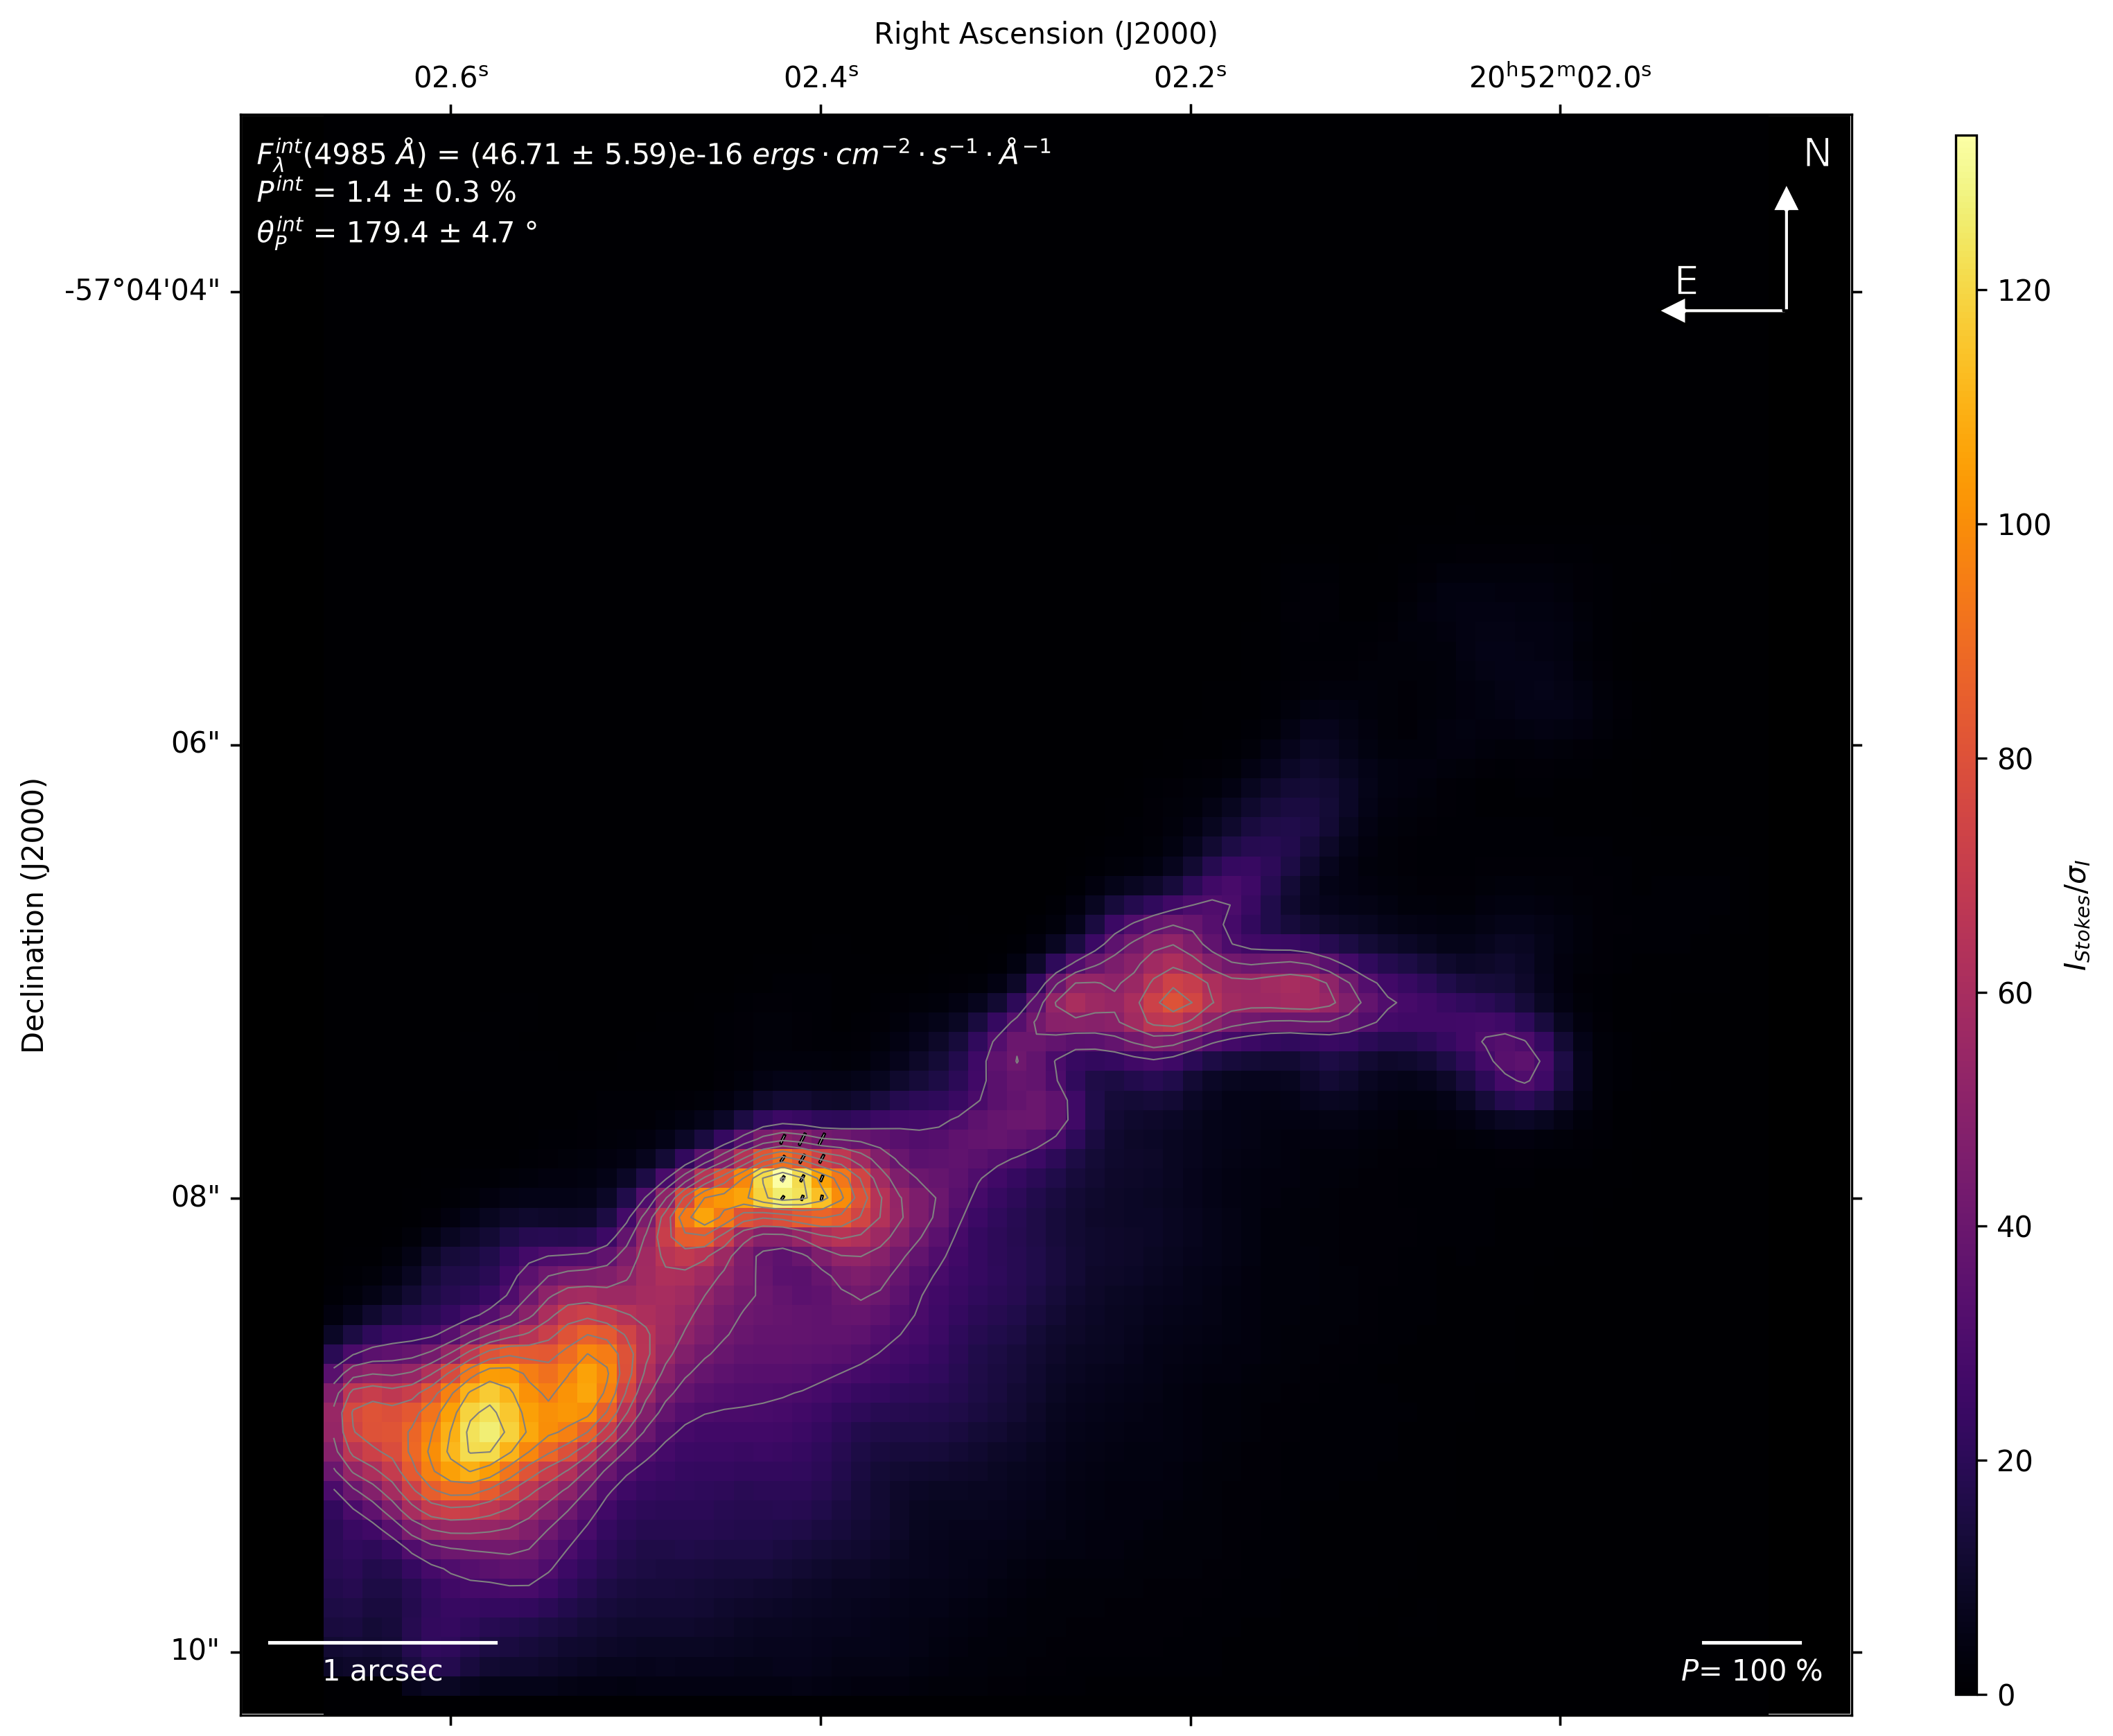 Right Ascension (J2000)
02.6ˢ 02.4ˢ 02.2ˢ 20ʰ52ᵐ02.0ˢ
F_λ^int(4985 Å) = (46.71 ± 5.59)e-16 ergs · cm⁻² · s⁻¹ · Å⁻¹
P^int = 1.4 ± 0.3 %
θ_P^int = 179.4 ± 4.7 °
N
E
-57°04'04"
06"
08"
10"
Declination (J2000)
1 arcsec
P= 100 %
120
100
80
60
40
20
0
I_Stokes/σ_I